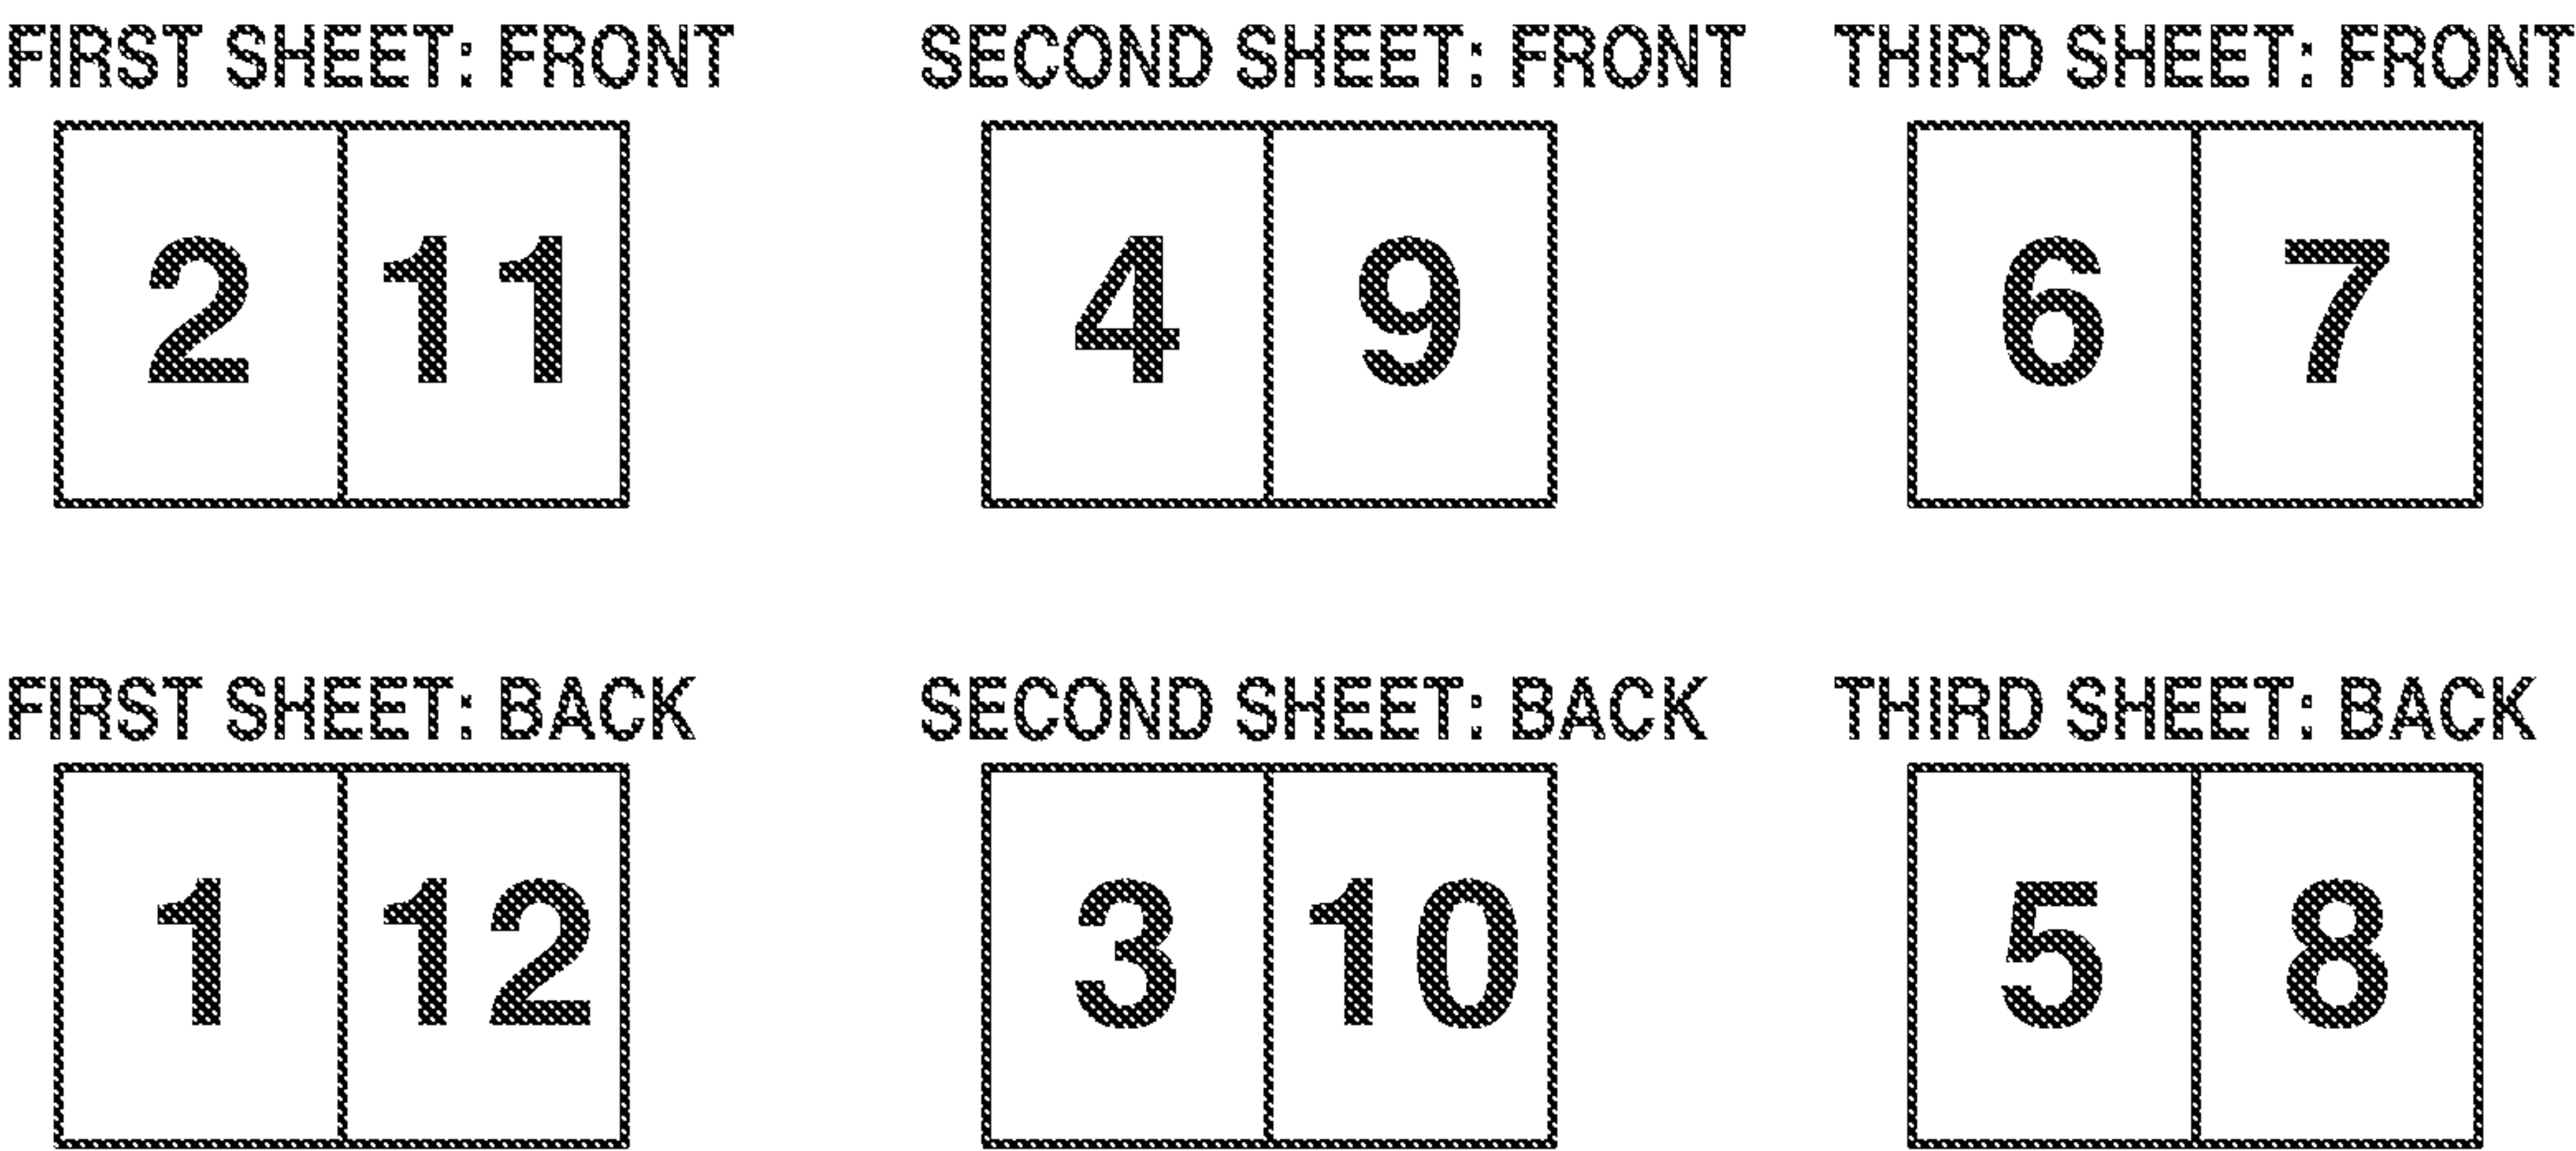 FIRST SHEET: FRONT SECOND SHEET: FRONT THIRD SHEET: FRONT
2 11 4 9 6 7
FIRST SHEET: BACK SECOND SHEET: BACK THIRD SHEET: BACK
1 12 3 10 5 8